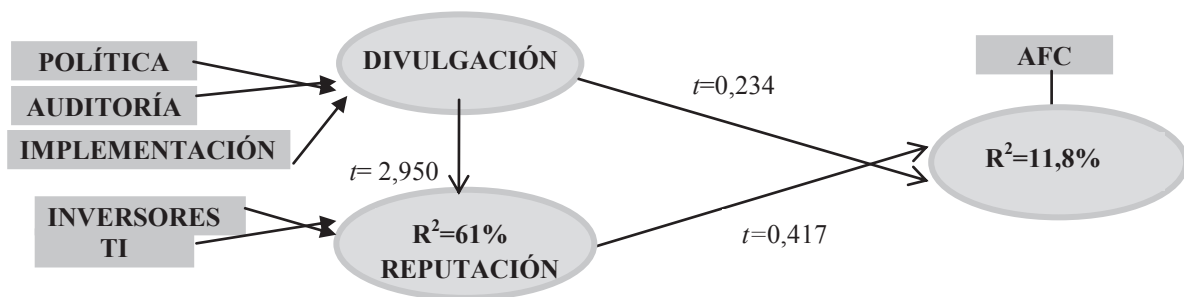 POLÍTICA
AUDITORÍA
IMPLEMENTACIÓN
DIVULGACIÓN
AFC
t=0,234
R²=11,8%
t= 2,950
INVERSORES
TI
R²=61%
REPUTACIÓN
t=0,417